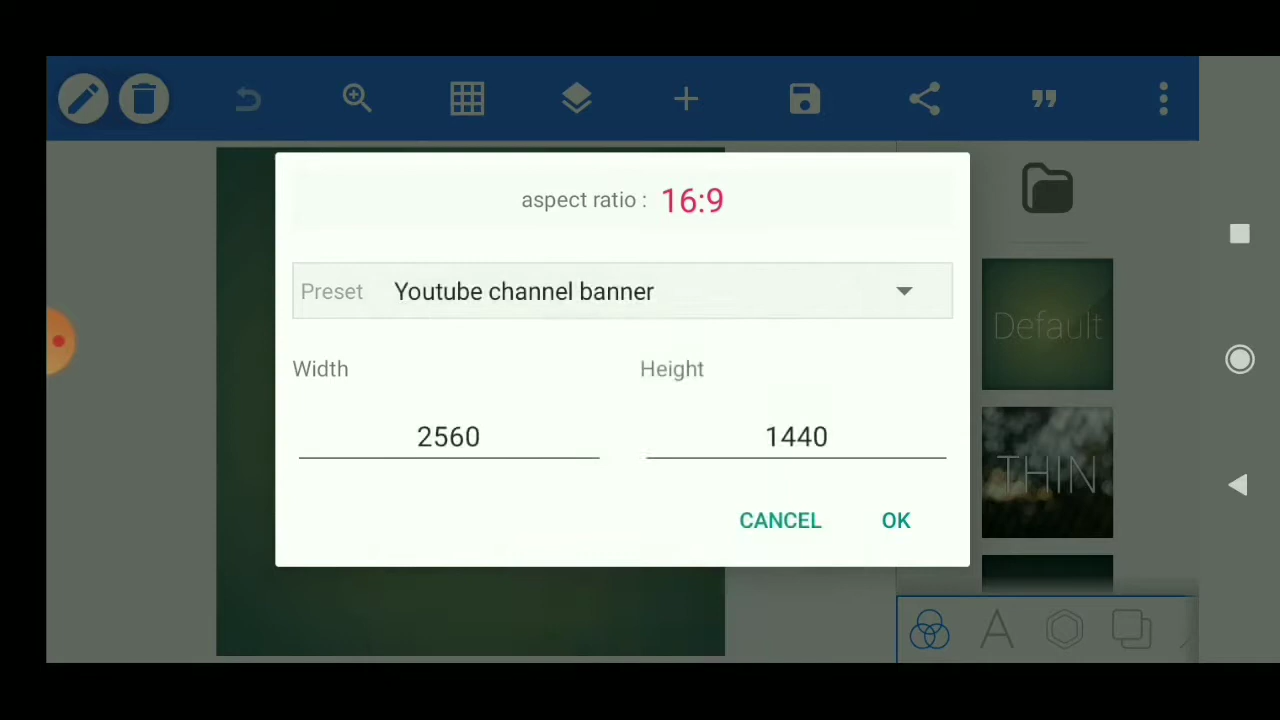 aspect ratio : 16:9
Preset Youtube channel banner
Width Height
2560 1440
CANCEL OK
Default
THIN